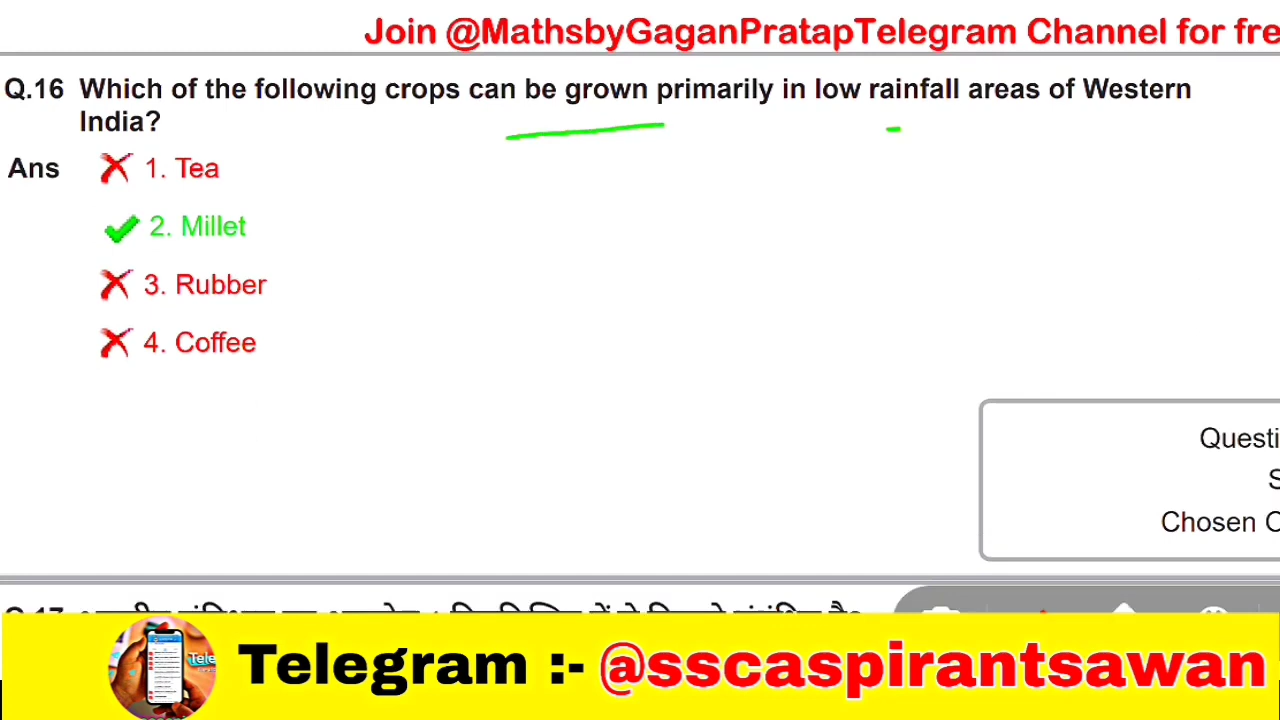 Join @MathsbyGaganPratapTelegram Channel for fre
Q.16 Which of the following crops can be grown primarily in low rainfall areas of Western
India?
Ans 1. Tea
2. Millet
3. Rubber
4. Coffee
Questi
S
Chosen O
Q.17
Telegram :- @sscaspirantsawan